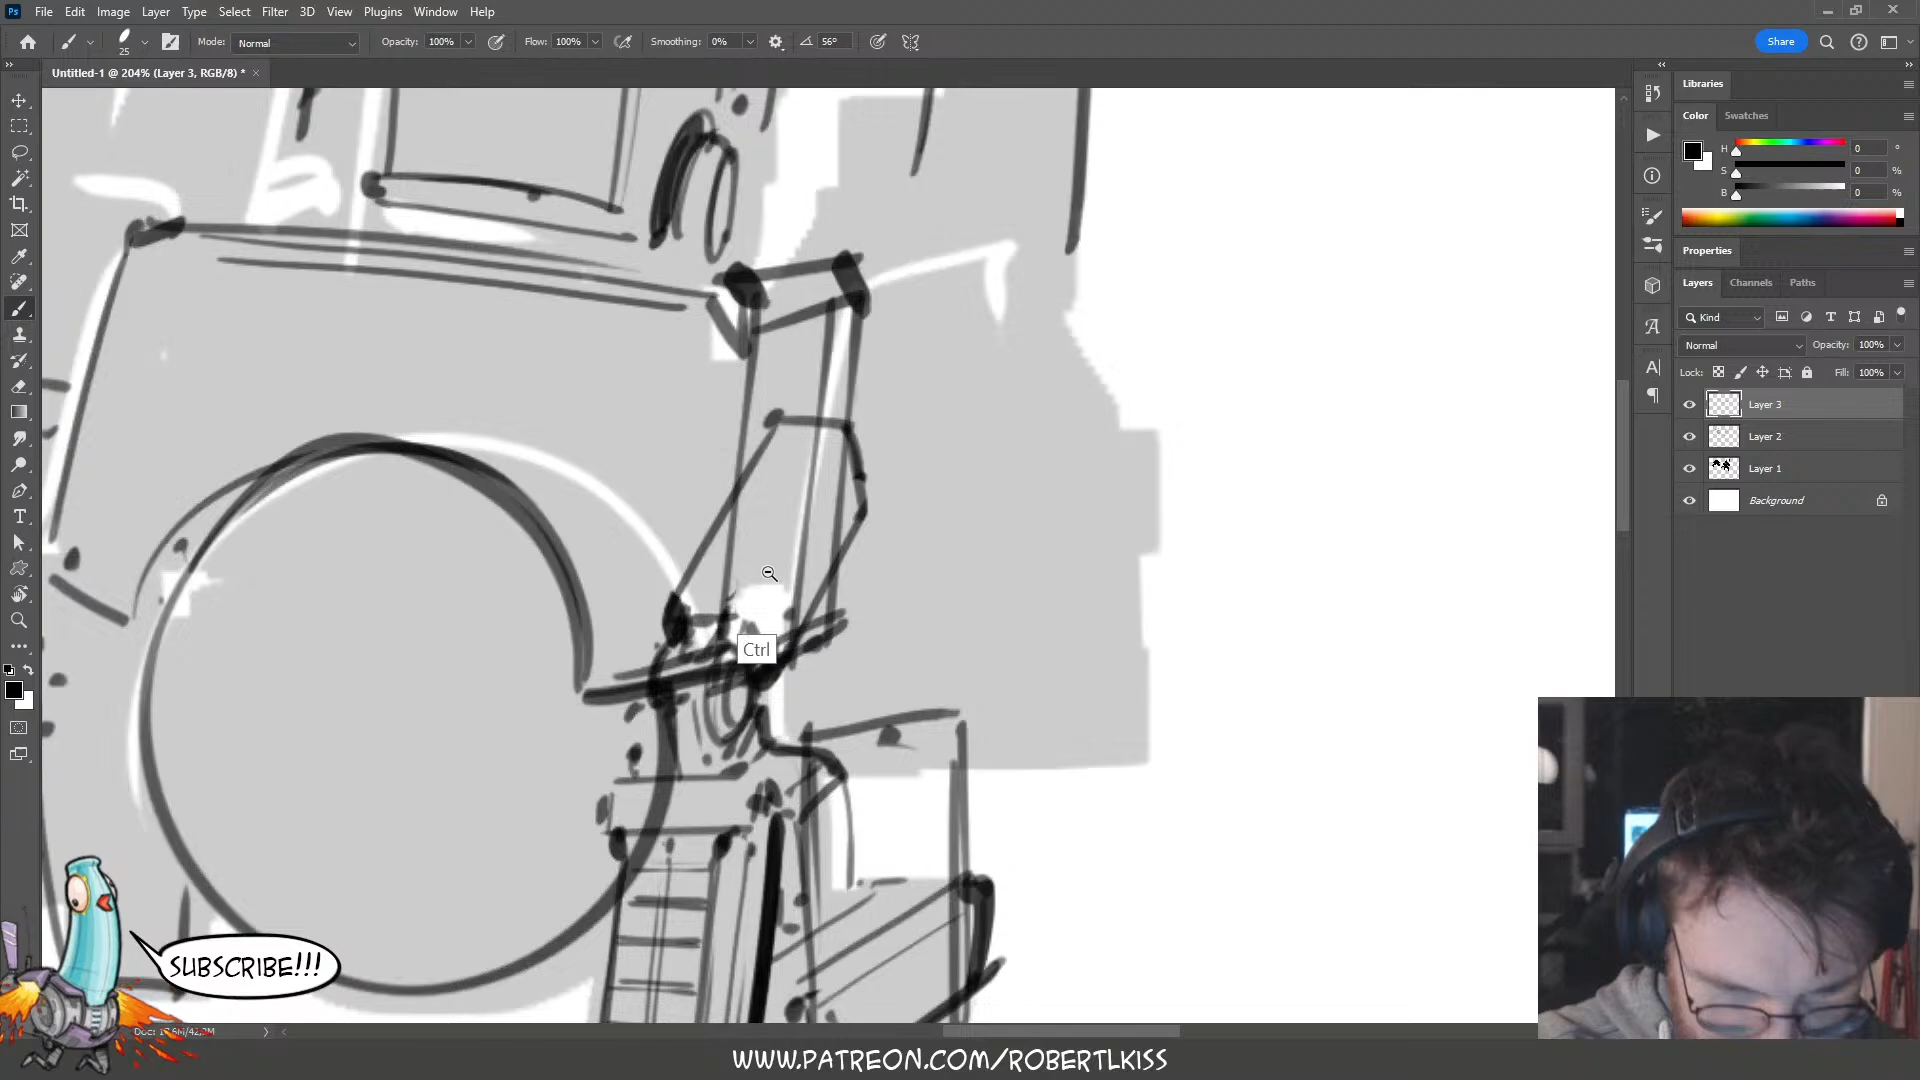 Ps File Edit Image Layer Type Select Filter 3D View Plugins Window Help
25 Mode: Normal Opacity: 100% Flow: 100% Smoothing: 0% 56° Share
Untitled-1 @ 204% (Layer 3, RGB/8) * ×
Libraries
Color Swatches
H 0 °
S 0 %
B 0 %
Properties
Layers Channels Paths
Kind
Normal Opacity: 100%
Lock: Fill: 100%
Layer 3
Layer 2
Layer 1
Background
Ctrl
SUBSCRIBE!!!
WWW.PATREON.COM/ROBERTLKISS